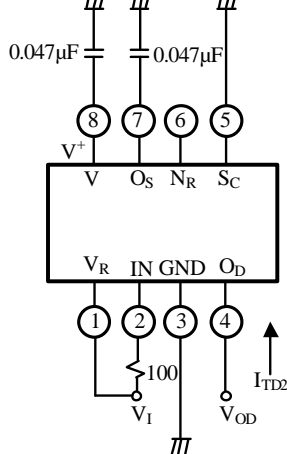 0.047μF 0.047μF
8 7 6 5
V+
V OS NR SC
VR IN GND OD
1 2 3 4
100
ITD2
VI VOD